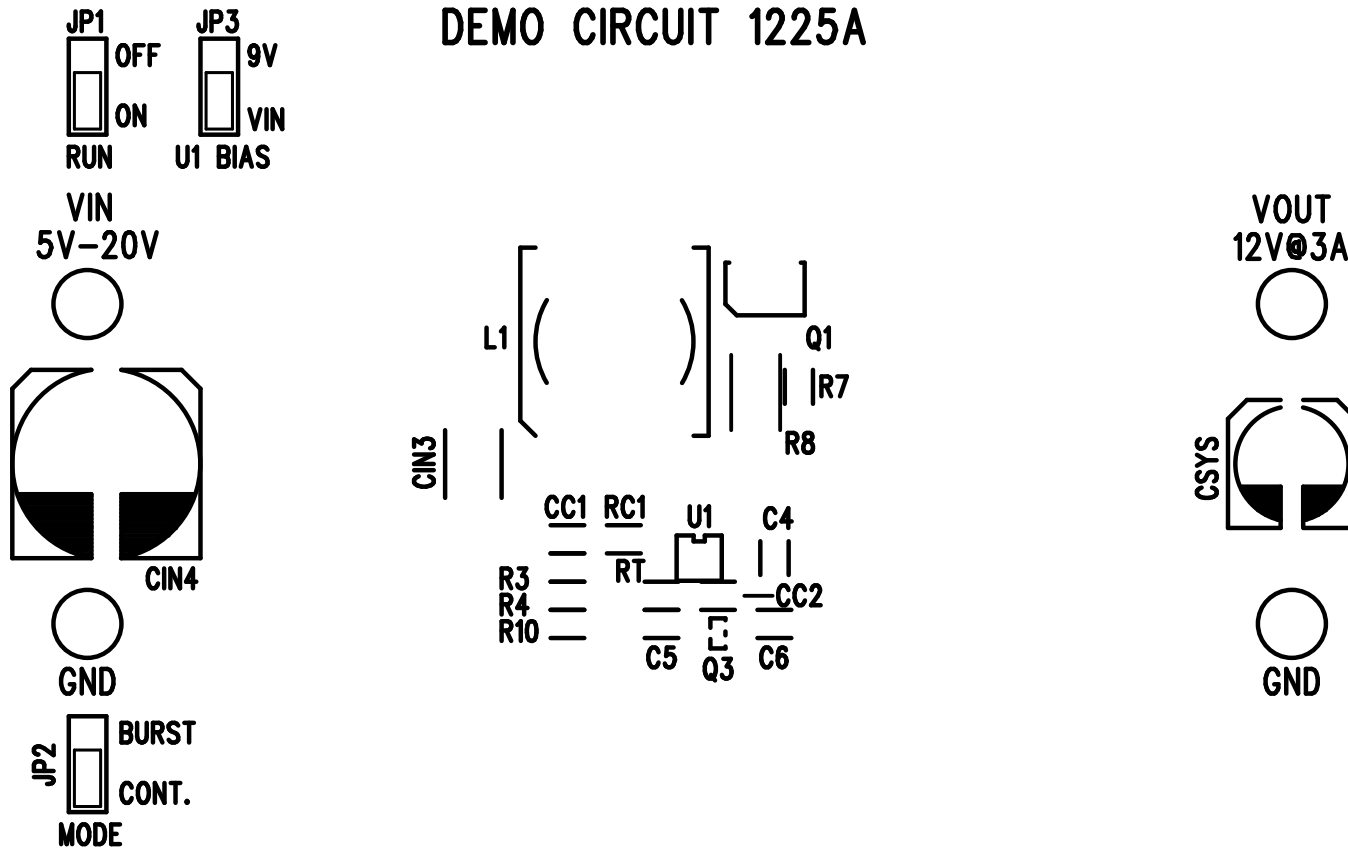 DEMO CIRCUIT 1225A
JP1
OFF
ON
RUN
JP3
9V
VIN
U1 BIAS
VIN
5V-20V
VOUT
12V@3A
L1
Q1
R7
R8
CIN3
CSYS
CC1
RC1
U1
C4
CIN4
R3
RT
R4
CC2
R10
C5
Q3
C6
GND
GND
JP2
BURST
CONT.
MODE